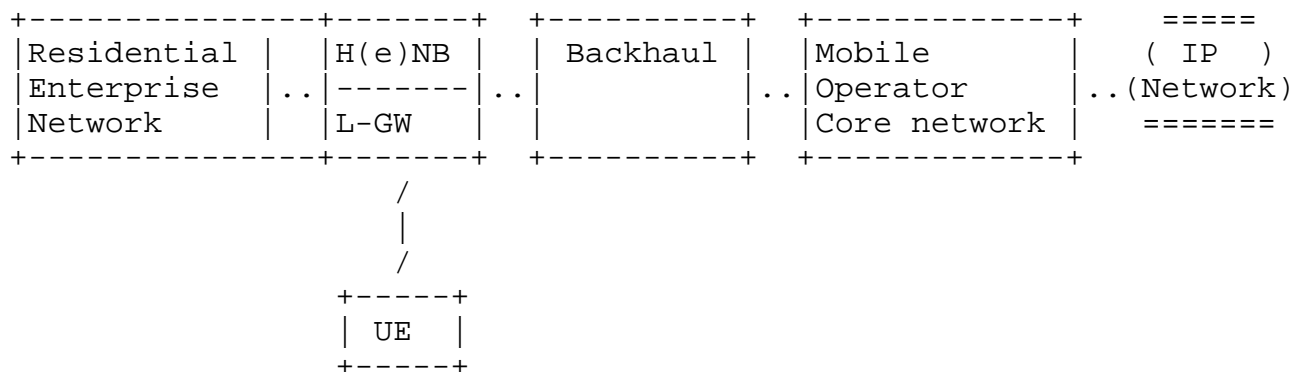 +---------------+-------+ +----------+ +-------------+ =====
|Residential | |H(e)NB | | Backhaul | |Mobile | ( IP )
|Enterprise |..|-------|..| |..|Operator |..(Network)
|Network | |L-GW | | | |Core network | =======
+---------------+-------+ +----------+ +-------------+
/
|
/
+-----+
| UE |
+-----+